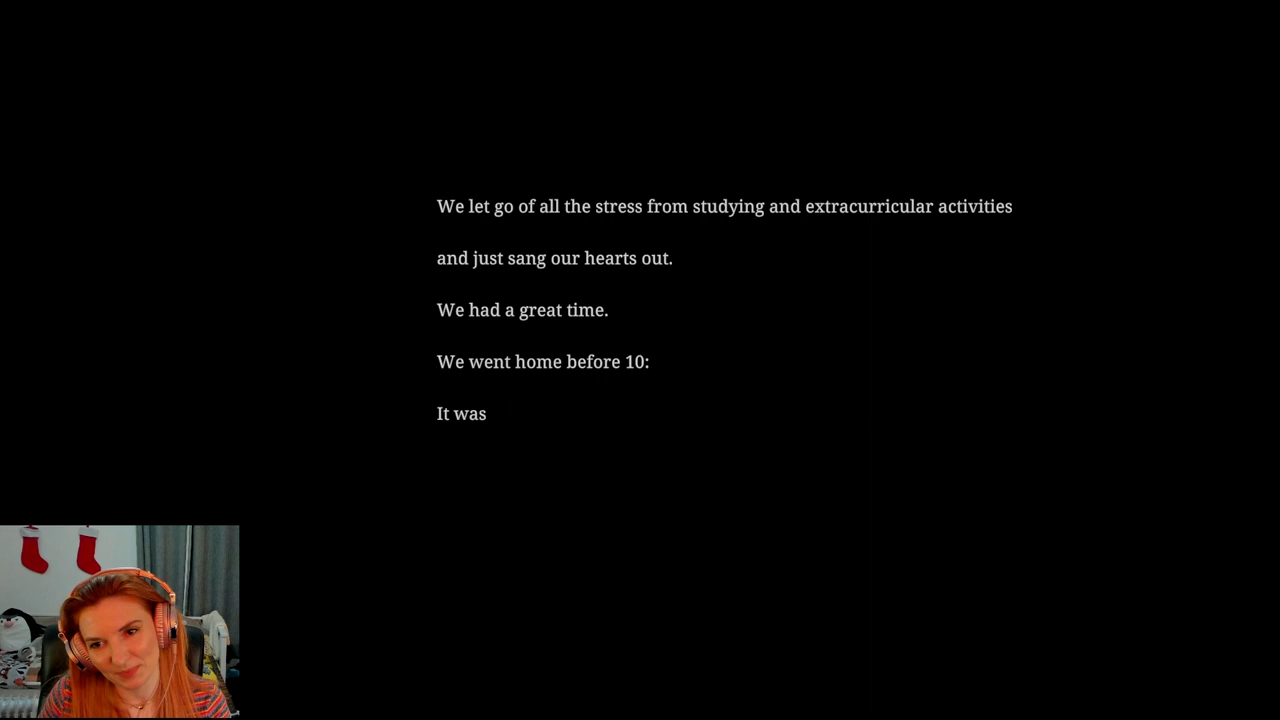 We let go of all the stress from studying and extracurricular activities
and just sang our hearts out.
We had a great time.
We went home before 10:
It was